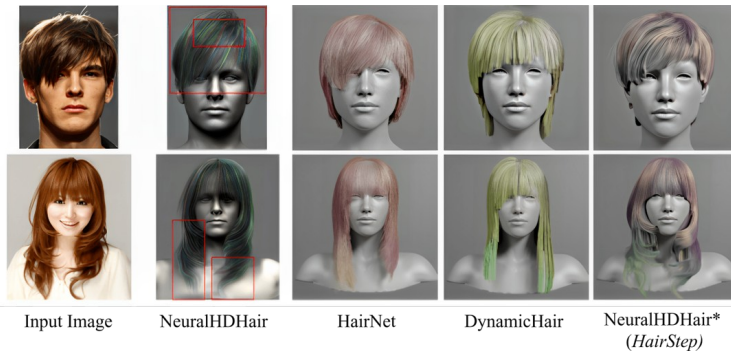 Input Image
NeuralHDHair
HairNet
DynamicHair
NeuralHDHair*
(HairStep)